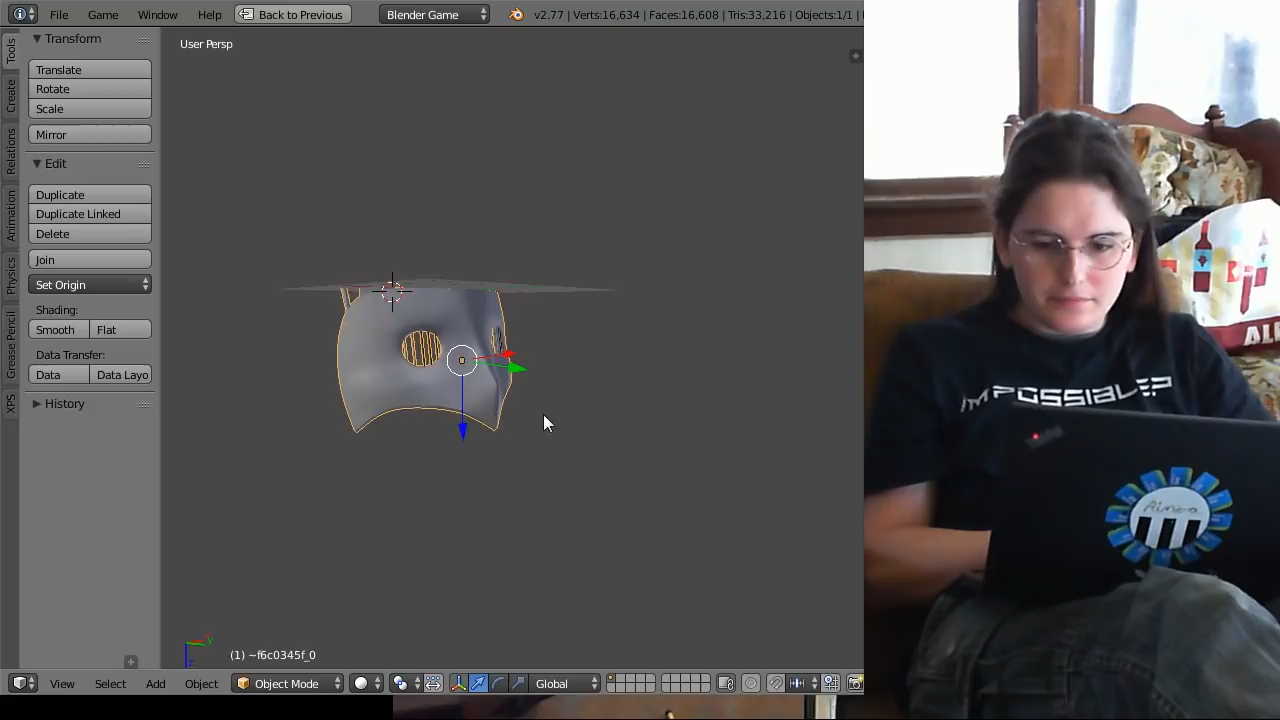 File Game Window Help Back to Previous Blender Game v2.77 | Verts:16,634 | Faces:16,608 | Tris:33,216 | Objects:1/1 |
Transform
User Persp
Tools
Create
Relations
Animation
Physics
Grease Pencil
XPS
Translate
Rotate
Scale
Mirror
Edit
Duplicate
Duplicate Linked
Delete
Join
Set Origin
Shading:
Smooth Flat
Data Transfer:
Data Data Layo
History
z
(1) ~f6c0345f_0
View Select Add Object Object Mode Global